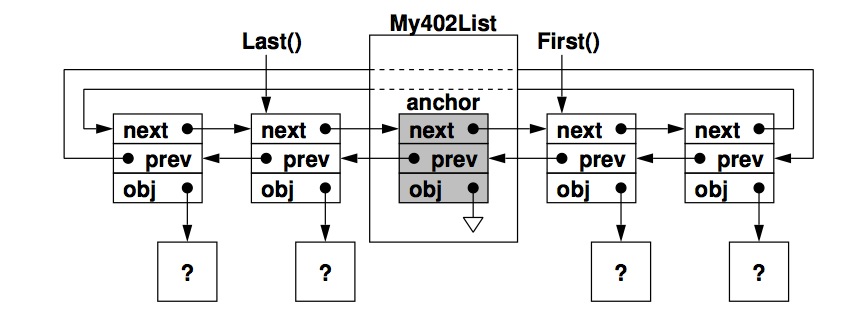 My402List
Last() First()
anchor
next next next next next
prev prev prev prev prev
obj obj obj obj obj
? ? ? ?